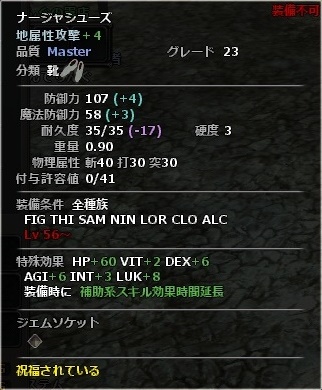 装備不可
ナージャシューズ
地属性攻撃+4
品質 Master グレード 23
分類 靴
防御力 107 (+4)
魔法防御力 58 (+3)
耐久度 35/35 (-17) 硬度 3
重量 0.90
物理属性 斬40 打30 突30
付与許容値 0/41
装備条件 全種族
FIG THI SAM NIN LOR CLO ALC
Lv 56~
特殊効果 HP+60 VIT+2 DEX+6
AGI+6 INT+3 LUK+8
装備時に 補助系スキル効果時間延長
ジェムソケット
祝福されている